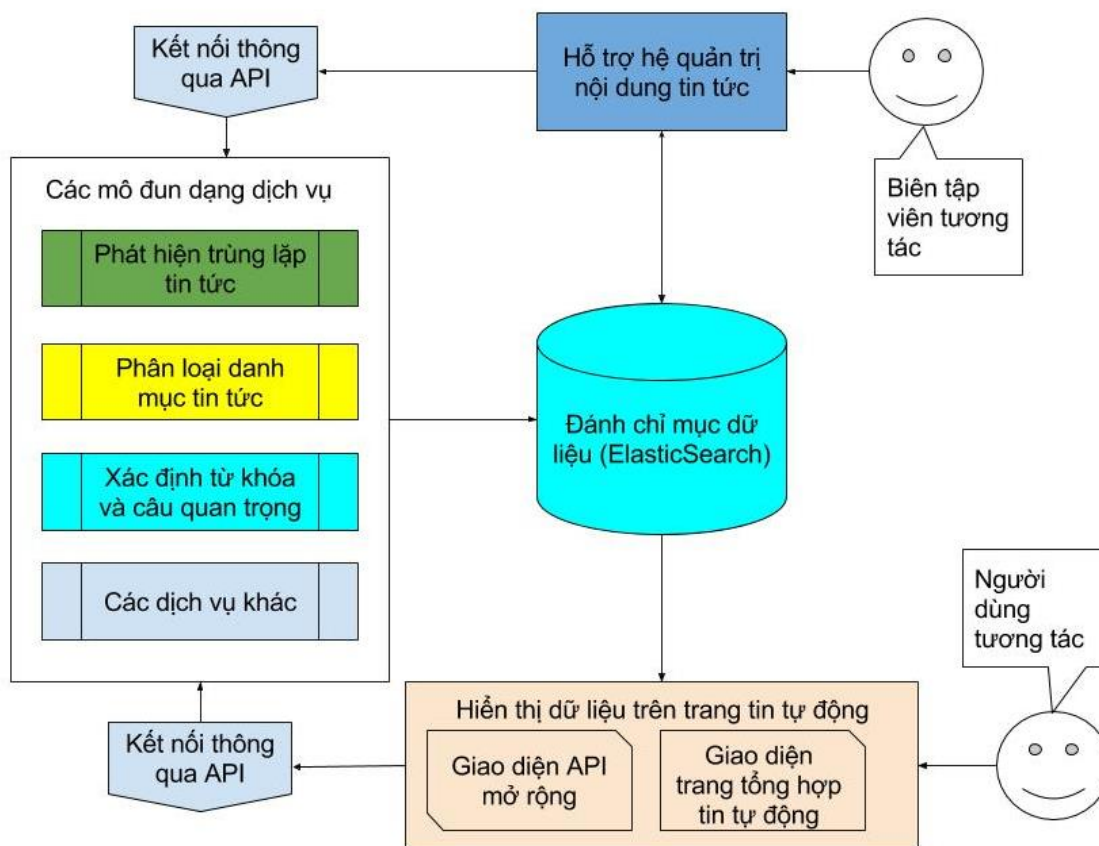 Kết nối thông
qua API
Hỗ trợ hệ quản trị
nội dung tin tức
Biên tập
viên tương
tác
Các mô đun dạng dịch vụ
Phát hiện trùng lặp
tin tức
Phân loại danh
mục tin tức
Xác định từ khóa
và câu quan trọng
Các dịch vụ khác
Đánh chỉ mục dữ
liệu (ElasticSearch)
Người
dùng
tương tác
Kết nối thông
qua API
Hiển thị dữ liệu trên trang tin tự động
Giao diện API
mở rộng
Giao diện
trang tổng hợp
tin tự động